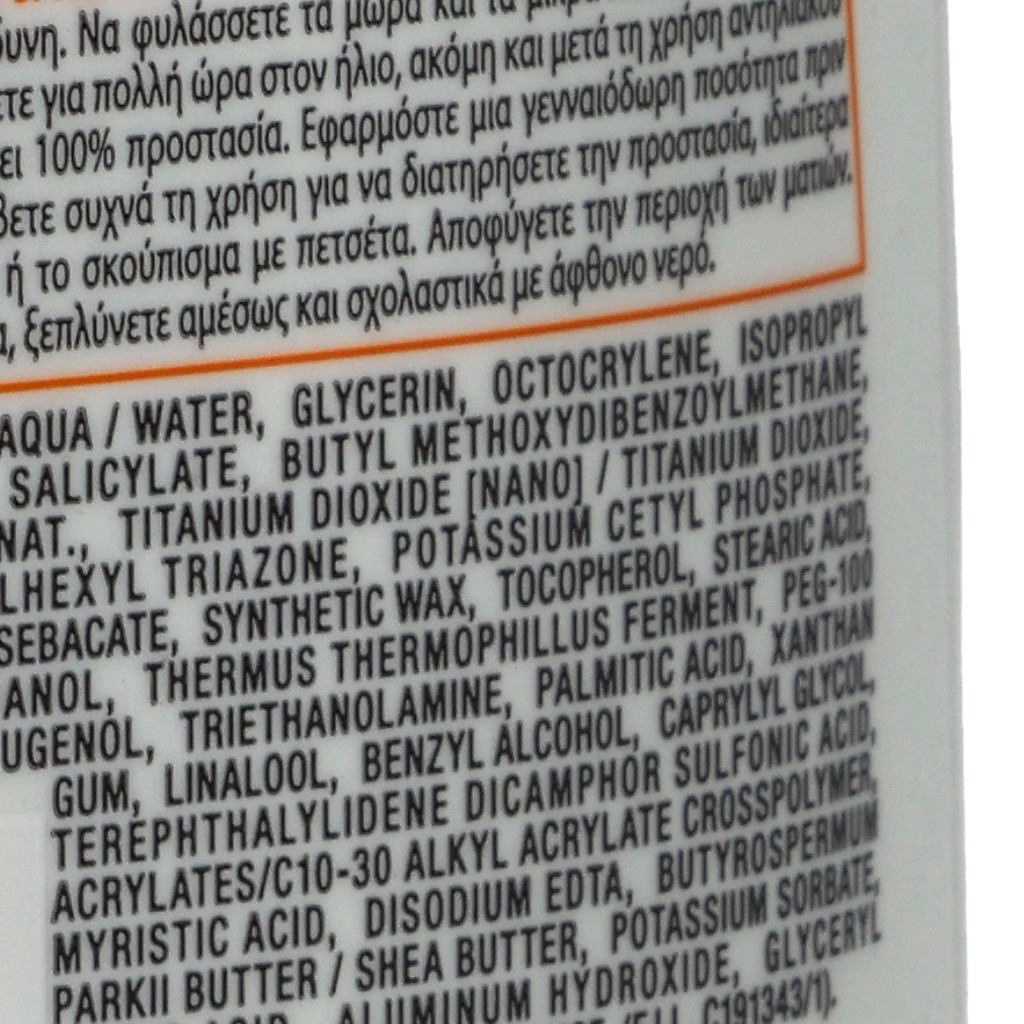 Να φυλάσσετε τα μωρά και τα
για πολλή ώρα στον ήλιο, ακόμη και μετά τη χρήση αντηλιακού
100% προστασία. Εφαρμόστε μια γενναιόδωρη ποσότητα πριν
συχνά τη χρήση για να διατηρήσετε την προστασία, ιδιαίτερα
ή το σκούπισμα με πετσέτα. Αποφύγετε την περιοχή των ματιών.
ξεπλύνετε αμέσως και σχολαστικά με άφθονο νερό.
AQUA / WATER, GLYCERIN, OCTOCRYLENE, ISOPROPYL
SALICYLATE, BUTYL METHOXYDIBENZOYLMETHANE,
NAT., TITANIUM DIOXIDE [NANO] / TITANIUM DIOXIDE,
LHEXYL TRIAZONE, POTASSIUM CETYL PHOSPHATE,
SEBACATE, SYNTHETIC WAX, TOCOPHEROL, STEARIC ACID,
ANOL, THERMUS THERMOPHILLUS FERMENT, PEG-100
UGENOL, TRIETHANOLAMINE, PALMITIC ACID, XANTHAN
GUM, LINALOOL, BENZYL ALCOHOL, CAPRYLYL GLYCOL,
TEREPHTHALYLIDENE DICAMPHOR SULFONIC ACID,
ACRYLATES/C10-30 ALKYL ACRYLATE CROSSPOLYMER,
MYRISTIC ACID, DISODIUM EDTA, BUTYROSPERMUM
PARKII BUTTER / SHEA BUTTER, POTASSIUM SORBATE,
ACID, ALUMINUM HYDROXIDE, GLYCERYL
C191343/1).